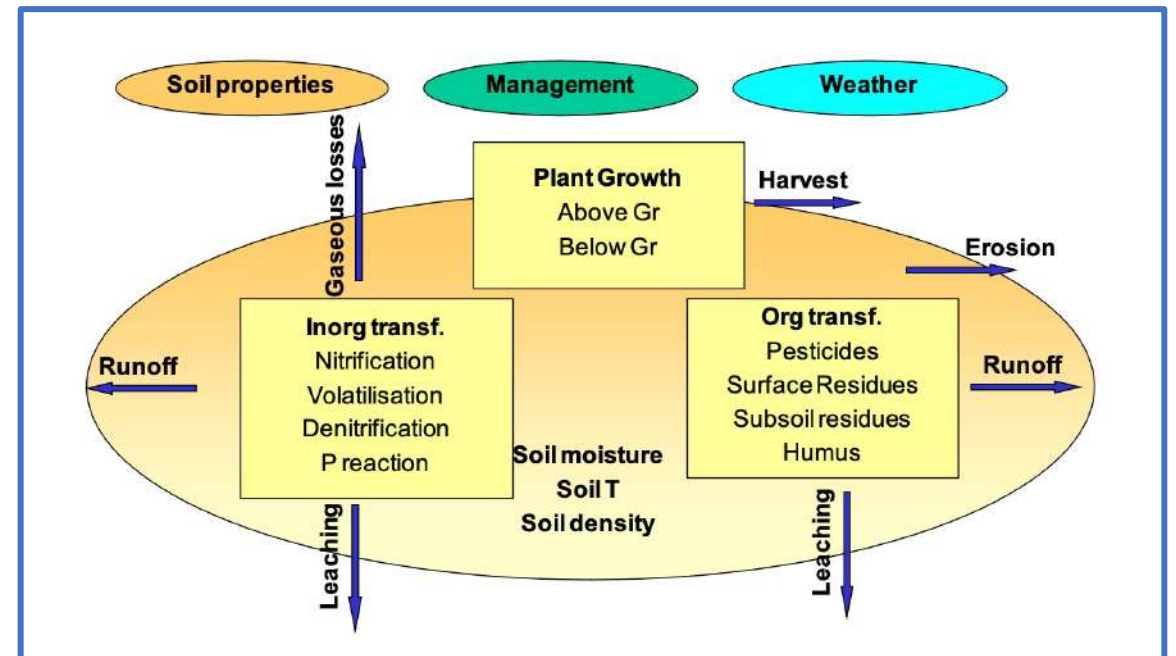 Soil properties
Management
Weather
Gaseous losses
Plant Growth
Above Gr
Below Gr
Harvest
Erosion
Inorg transf.
Nitrification
Volatilisation
Denitrification
P reaction
Org transf.
Pesticides
Surface Residues
Subsoil residues
Humus
Runoff
Runoff
Soil moisture
Soil T
Soil density
Leaching
Leaching